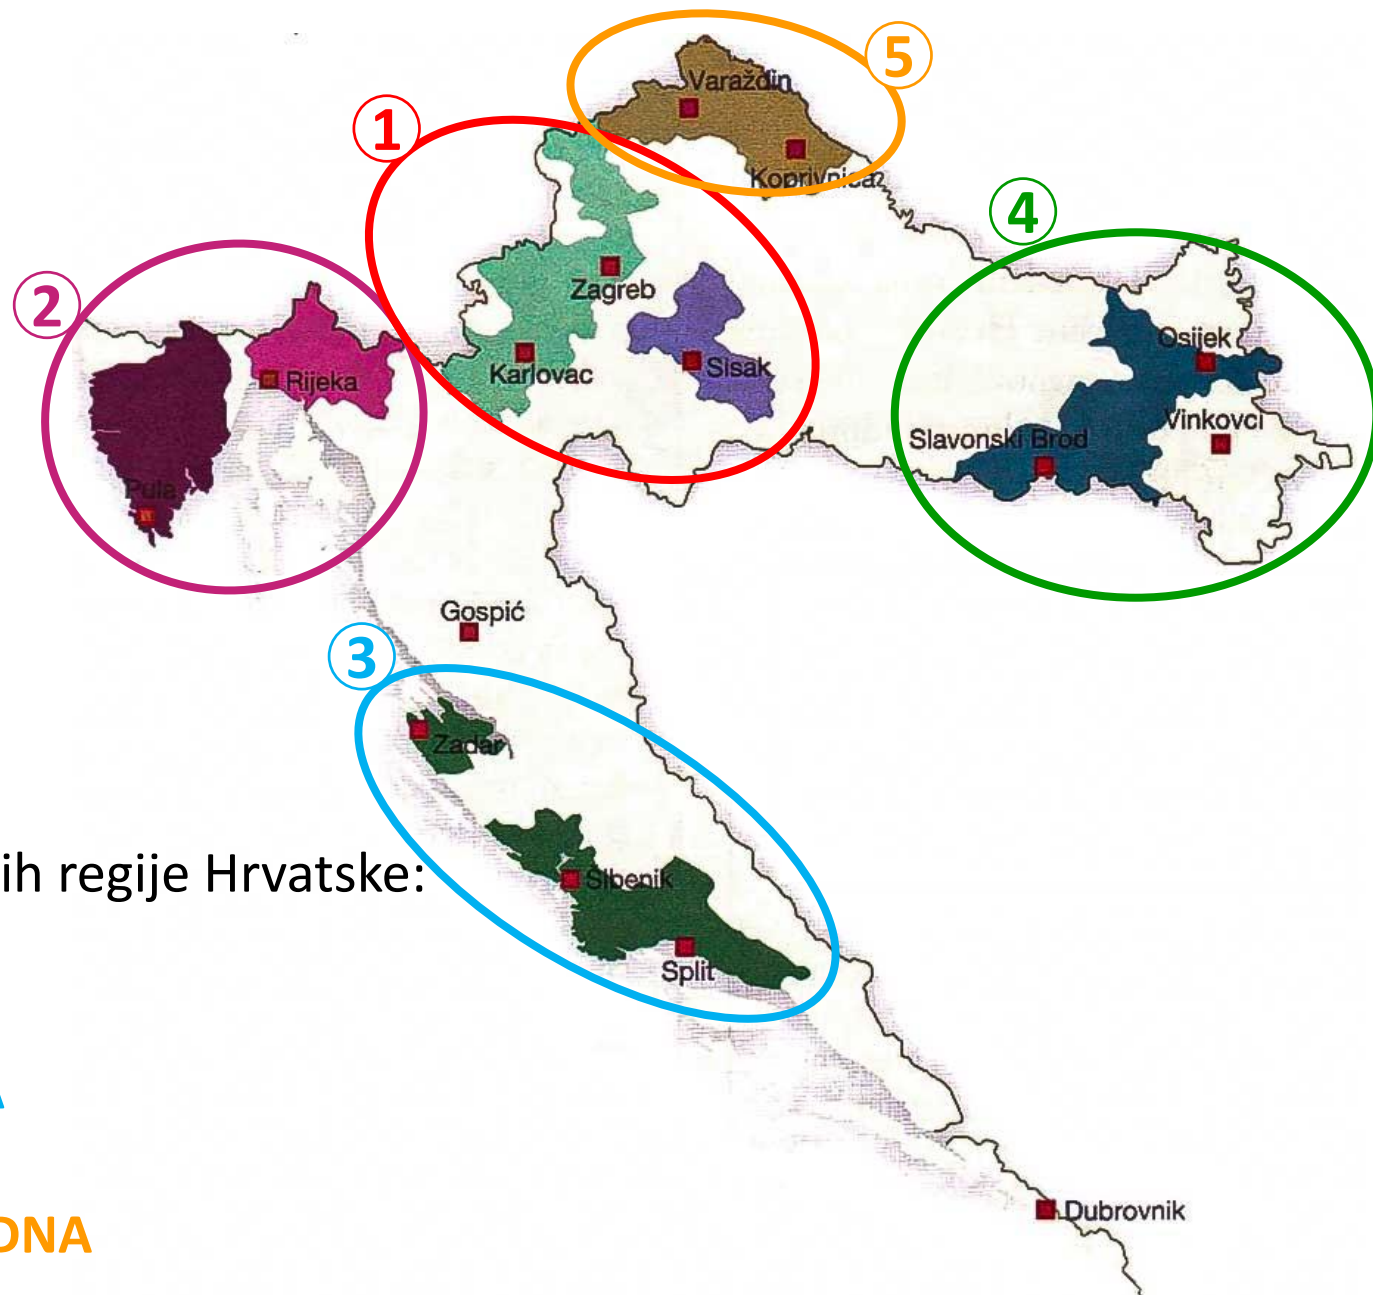 5
Varaždin
1
Koprivnica
4
Zagreb
2
Osijek
Rijeka
Karlovac
Sisak
Vinkovci
Slavonski Brod
Pula
Gospić
3
Zadar
ih regije Hrvatske:
Šibenik
Split
A
Dubrovnik
DNA